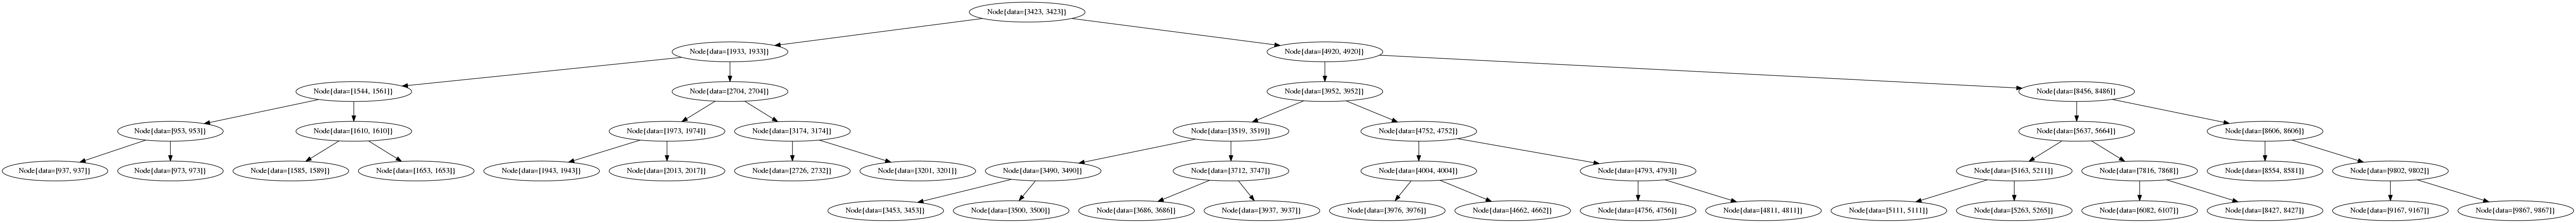 Node{data=[3423, 3423]}
Node{data=[1933, 1933]}
Node{data=[4920, 4920]}
Node{data=[1544, 1561]}
Node{data=[2704, 2704]}
Node{data=[3952, 3952]}
Node{data=[8456, 8486]}
Node{data=[953, 953]}
Node{data=[1610, 1610]}
Node{data=[1973, 1974]}
Node{data=[3174, 3174]}
Node{data=[3519, 3519]}
Node{data=[4752, 4752]}
Node{data=[5637, 5664]}
Node{data=[8606, 8606]}
Node{data=[937, 937]}
Node{data=[973, 973]}
Node{data=[1585, 1589]}
Node{data=[1653, 1653]}
Node{data=[1943, 1943]}
Node{data=[2013, 2017]}
Node{data=[2726, 2732]}
Node{data=[3201, 3201]}
Node{data=[3490, 3490]}
Node{data=[3712, 3747]}
Node{data=[4004, 4004]}
Node{data=[4793, 4793]}
Node{data=[5163, 5211]}
Node{data=[7816, 7868]}
Node{data=[8554, 8581]}
Node{data=[9802, 9802]}
Node{data=[3453, 3453]}
Node{data=[3500, 3500]}
Node{data=[3686, 3686]}
Node{data=[3937, 3937]}
Node{data=[3976, 3976]}
Node{data=[4662, 4662]}
Node{data=[4756, 4756]}
Node{data=[4811, 4811]}
Node{data=[5111, 5111]}
Node{data=[5263, 5265]}
Node{data=[6082, 6107]}
Node{data=[8427, 8427]}
Node{data=[9167, 9167]}
Node{data=[9867, 9867]}